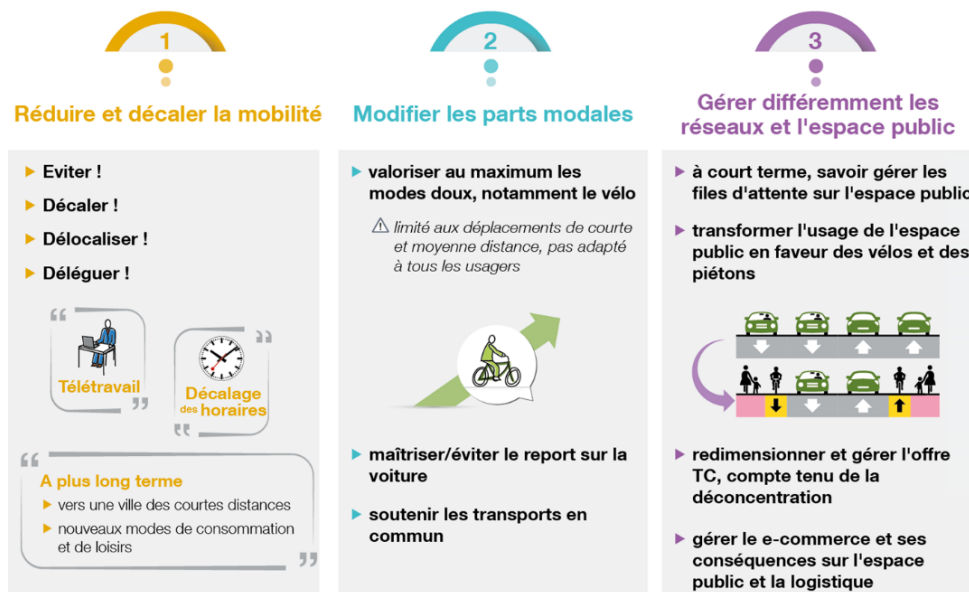 1
Réduire et décaler la mobilité
Eviter !
Décaler !
Délocaliser !
Déléguer !
Télétravail
Décalage
des horaires
A plus long terme
vers une ville des courtes distances
nouveaux modes de consommation
et de loisirs
2
Modifier les parts modales
valoriser au maximum les
modes doux, notamment le vélo
limité aux déplacements de courte
et moyenne distance, pas adapté
à tous les usagers
maîtriser/éviter le report sur la
voiture
soutenir les transports en
commun
3
Gérer différemment les
réseaux et l'espace public
à court terme, savoir gérer les
files d'attente sur l'espace public
transformer l'usage de l'espace
public en faveur des vélos et des
piétons
redimensionner et gérer l'offre
TC, compte tenu de la
déconcentration
gérer le e-commerce et ses
conséquences sur l'espace
public et la logistique